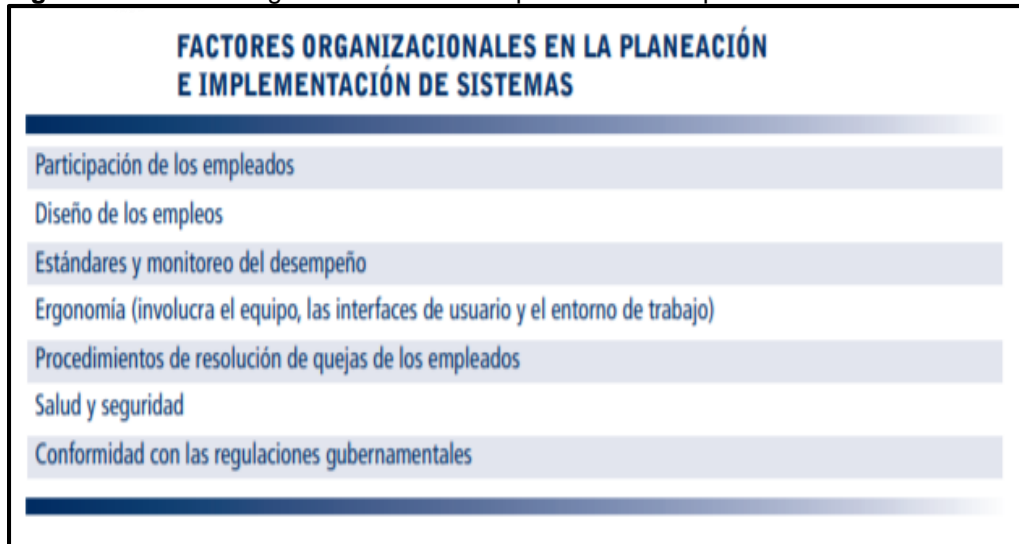 FACTORES ORGANIZACIONALES EN LA PLANEACIÓN
E IMPLEMENTACIÓN DE SISTEMAS
Participación de los empleados
Diseño de los empleos
Estándares y monitoreo del desempeño
Ergonomía (involucra el equipo, las interfaces de usuario y el entorno de trabajo)
Procedimientos de resolución de quejas de los empleados
Salud y seguridad
Conformidad con las regulaciones gubernamentales